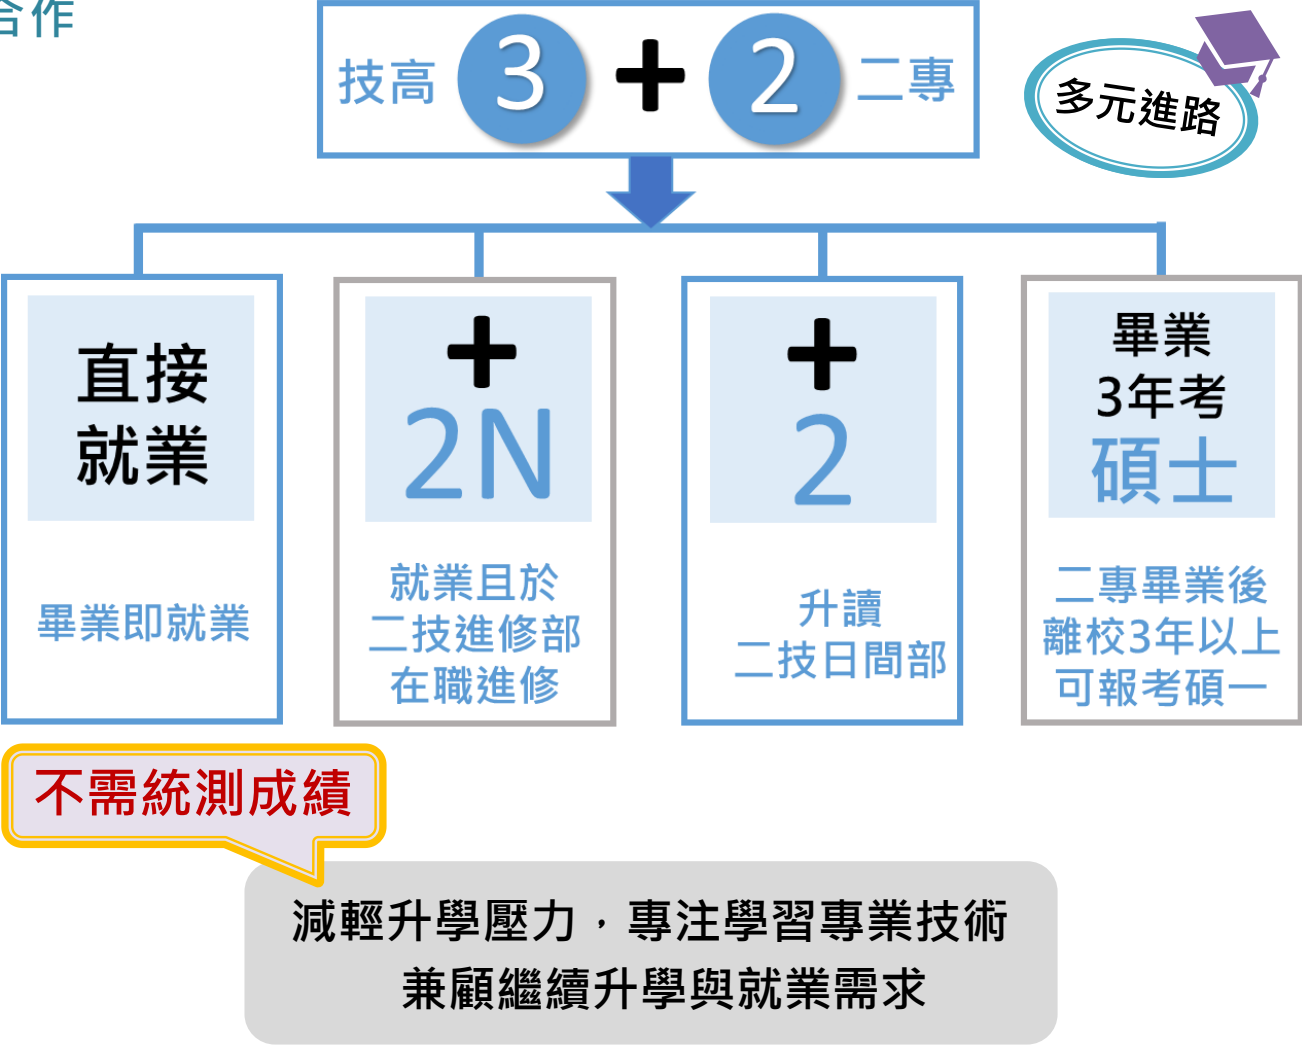 合作
技高 3 + 2 二專
多元進路
直接
就業
畢業即就業
+
2N
就業且於
二技進修部
在職進修
+
2
升讀
二技日間部
畢業
3年考
碩士
二專畢業後
離校3年以上
可報考碩一
不需統測成績
減輕升學壓力，專注學習專業技術
兼顧繼續升學與就業需求